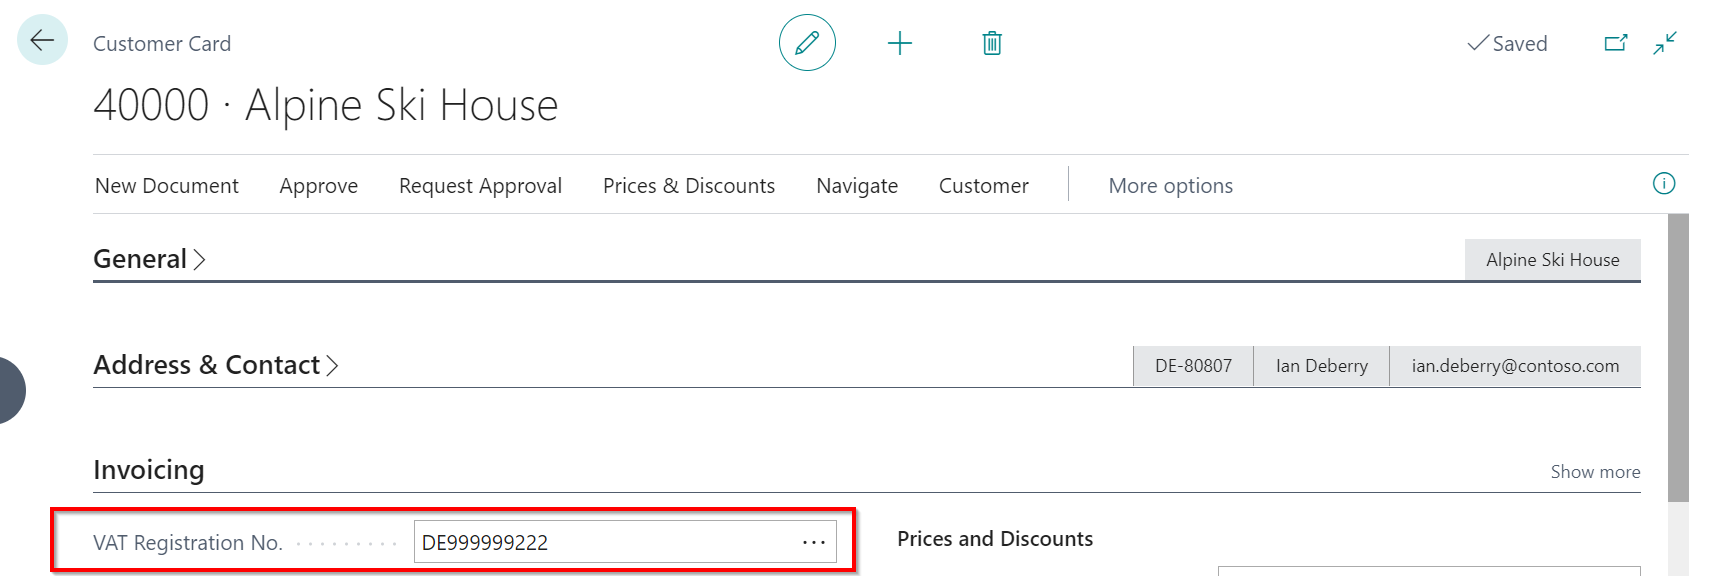 Customer Card
Saved
40000 · Alpine Ski House
New Document Approve Request Approval Prices & Discounts Navigate Customer More options
General Alpine Ski House
Address & Contact DE-80807 Ian Deberry ian.deberry@contoso.com
Invoicing Show more
VAT Registration No. DE999999222 ···
Prices and Discounts